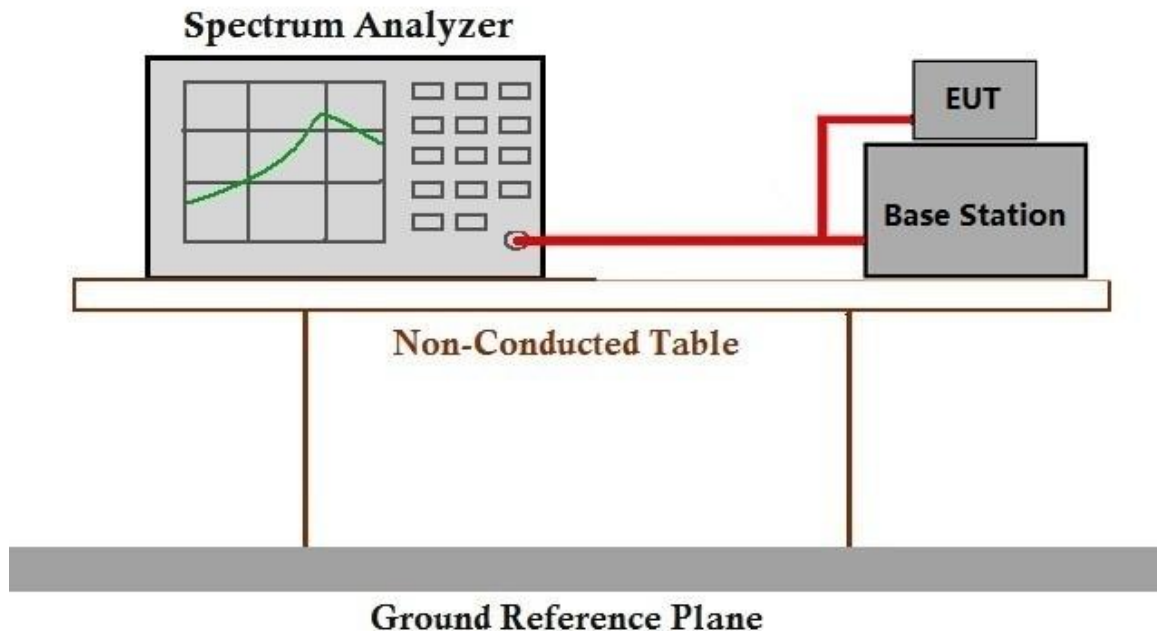 Spectrum Analyzer
EUT
Base Station
Non-Conducted Table
Ground Reference Plane